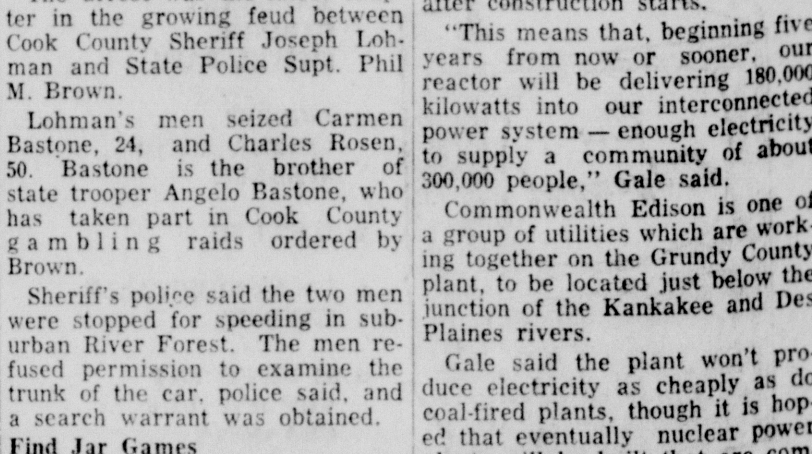 ter in the growing feud between
Cook County Sheriff Joseph Loh-
man and State Police Supt. Phil
M. Brown.
Lohman's men seized Carmen
Bastone, 24, and Charles Rosen,
50. Bastone is the brother of
state trooper Angelo Bastone, who
has taken part in Cook County
gambling raids ordered by
Brown.
Sheriff's police said the two men
were stopped for speeding in sub-
urban River Forest. The men re-
fused permission to examine the
trunk of the car, police said, and
a search warrant was obtained.
Find Jar Games
after construction starts.
"This means that, beginning five
years from now or sooner, our
reactor will be delivering 180,000
kilowatts into our interconnected
power system — enough electricity
to supply a community of about
300,000 people," Gale said.
Commonwealth Edison is one of
a group of utilities which are work-
ing together on the Grundy County
plant, to be located just below the
junction of the Kankakee and Des
Plaines rivers.
Gale said the plant won't pro-
duce electricity as cheaply as do
coal-fired plants, though it is hop-
ed that eventually nuclear power